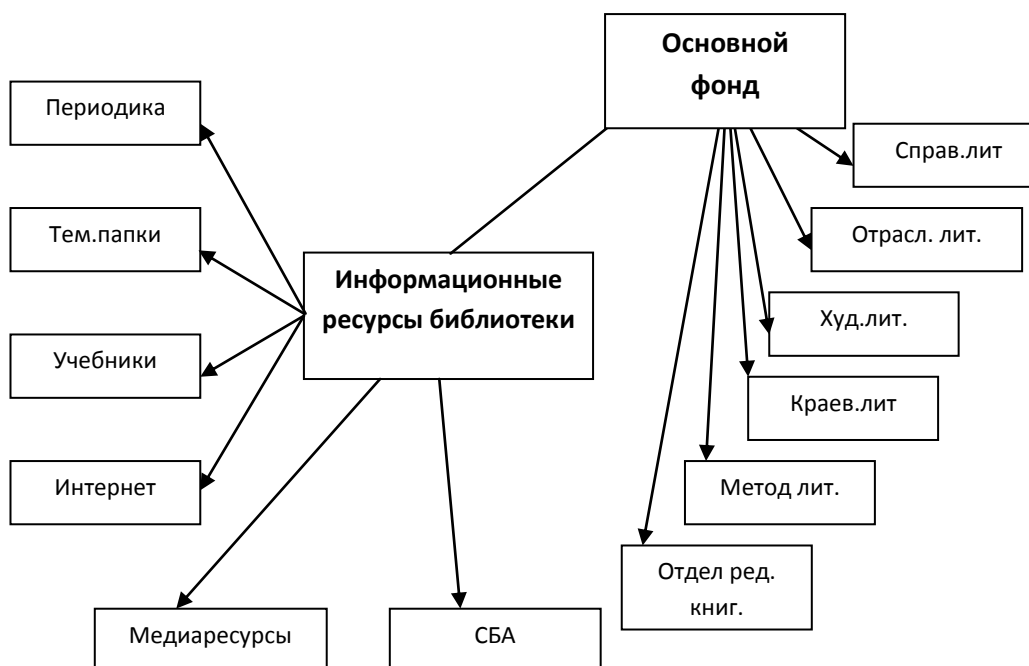 Основной
фонд
Периодика
Справ.лит
Тем.папки
Отрасл. лит.
Информационные
ресурсы библиотеки
Худ.лит.
Учебники
Краев.лит
Интернет
Метод лит.
Отдел ред.
книг.
Медиаресурсы
СБА